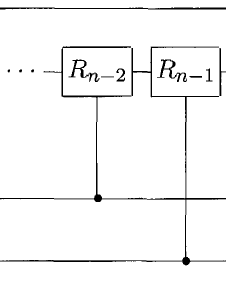 ··· R_{n-2} R_{n-1}